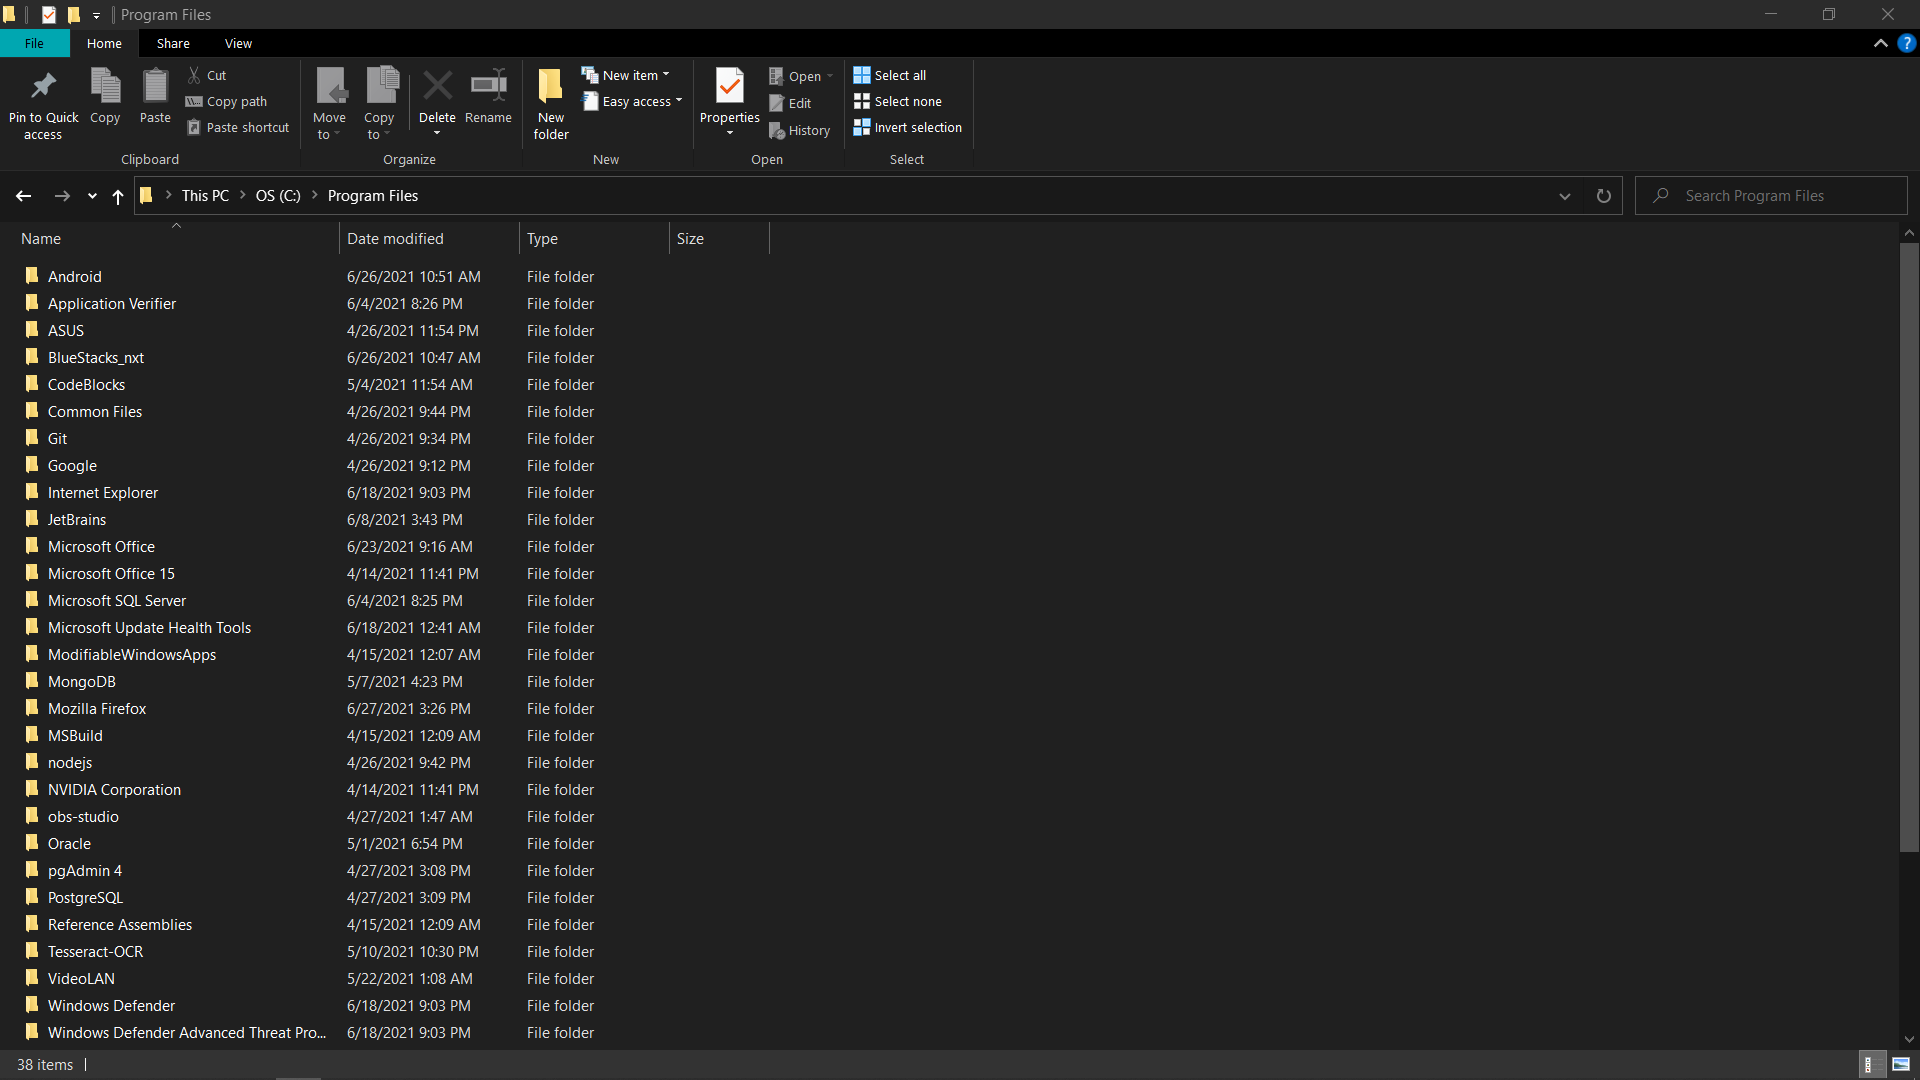 Program Files
File Home Share View
Pin to Quick access
Copy
Paste
Cut
Copy path
Paste shortcut
Clipboard
Move to
Copy to
Delete
Rename
Organize
New folder
New item
Easy access
New
Properties
Open
Edit
History
Open
Select all
Select none
Invert selection
Select
This PC OS (C:) Program Files
Search Program Files
Name Date modified Type Size
Android 6/26/2021 10:51 AM File folder
Application Verifier 6/4/2021 8:26 PM File folder
ASUS 4/26/2021 11:54 PM File folder
BlueStacks_nxt 6/26/2021 10:47 AM File folder
CodeBlocks 5/4/2021 11:54 AM File folder
Common Files 4/26/2021 9:44 PM File folder
Git 4/26/2021 9:34 PM File folder
Google 4/26/2021 9:12 PM File folder
Internet Explorer 6/18/2021 9:03 PM File folder
JetBrains 6/8/2021 3:43 PM File folder
Microsoft Office 6/23/2021 9:16 AM File folder
Microsoft Office 15 4/14/2021 11:41 PM File folder
Microsoft SQL Server 6/4/2021 8:25 PM File folder
Microsoft Update Health Tools 6/18/2021 12:41 AM File folder
ModifiableWindowsApps 4/15/2021 12:07 AM File folder
MongoDB 5/7/2021 4:23 PM File folder
Mozilla Firefox 6/27/2021 3:26 PM File folder
MSBuild 4/15/2021 12:09 AM File folder
nodejs 4/26/2021 9:42 PM File folder
NVIDIA Corporation 4/14/2021 11:41 PM File folder
obs-studio 4/27/2021 1:47 AM File folder
Oracle 5/1/2021 6:54 PM File folder
pgAdmin 4 4/27/2021 3:08 PM File folder
PostgreSQL 4/27/2021 3:09 PM File folder
Reference Assemblies 4/15/2021 12:09 AM File folder
Tesseract-OCR 5/10/2021 10:30 PM File folder
VideoLAN 5/22/2021 1:08 AM File folder
Windows Defender 6/18/2021 9:03 PM File folder
Windows Defender Advanced Threat Pro... 6/18/2021 9:03 PM File folder
38 items